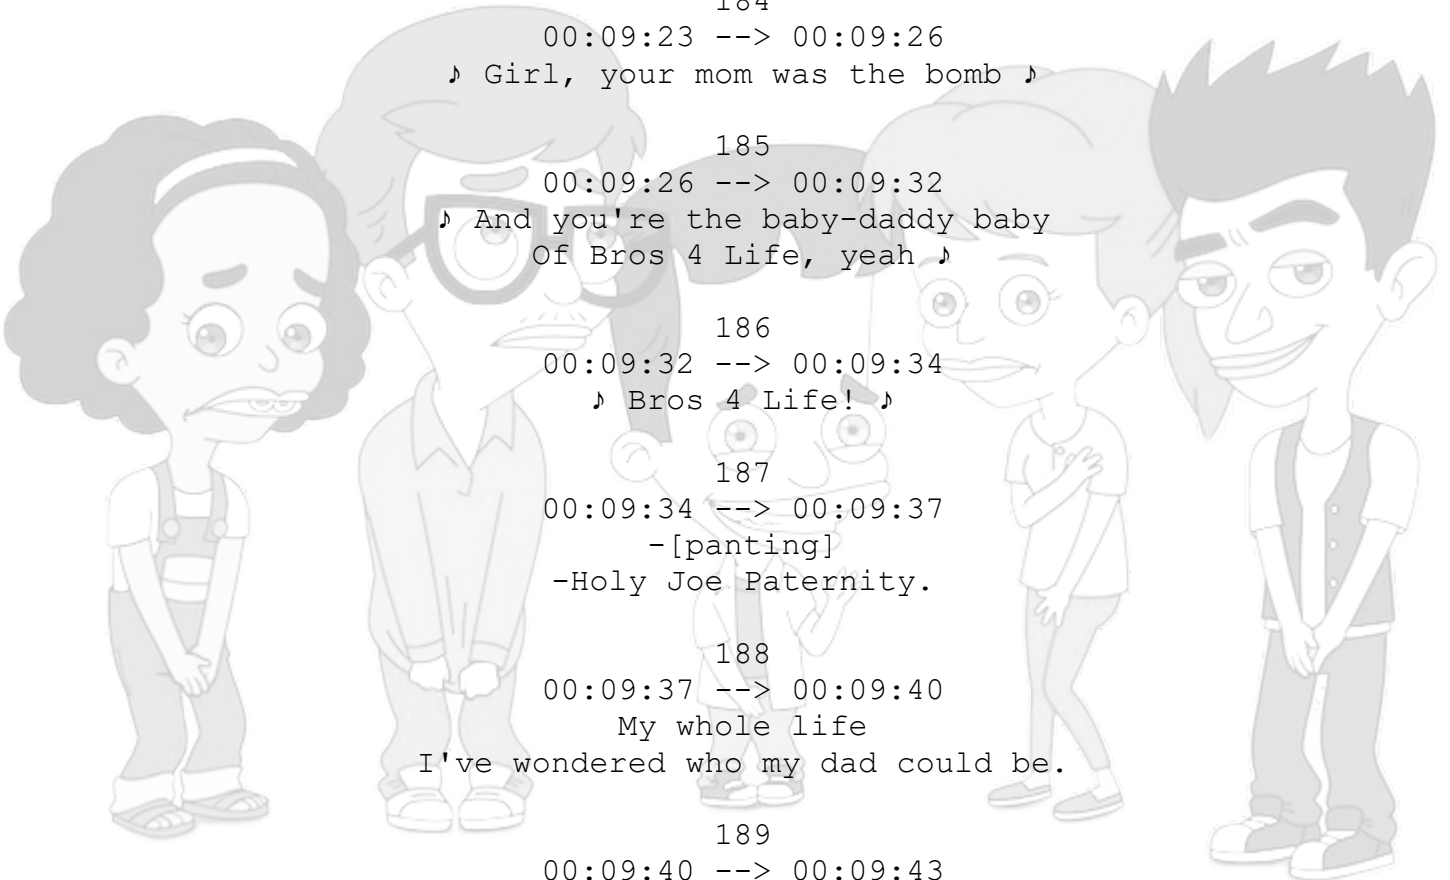 184
00:09:23 --> 00:09:26
♪ Girl, your mom was the bomb ♪
185
00:09:26 --> 00:09:32
♪ And you're the baby-daddy baby
Of Bros 4 Life, yeah ♪
186
00:09:32 --> 00:09:34
♪ Bros 4 Life! ♪
187
00:09:34 --> 00:09:37
-[panting]
-Holy Joe Paternity.
188
00:09:37 --> 00:09:40
My whole life
I've wondered who my dad could be.
189
00:09:40 --> 00:09:43